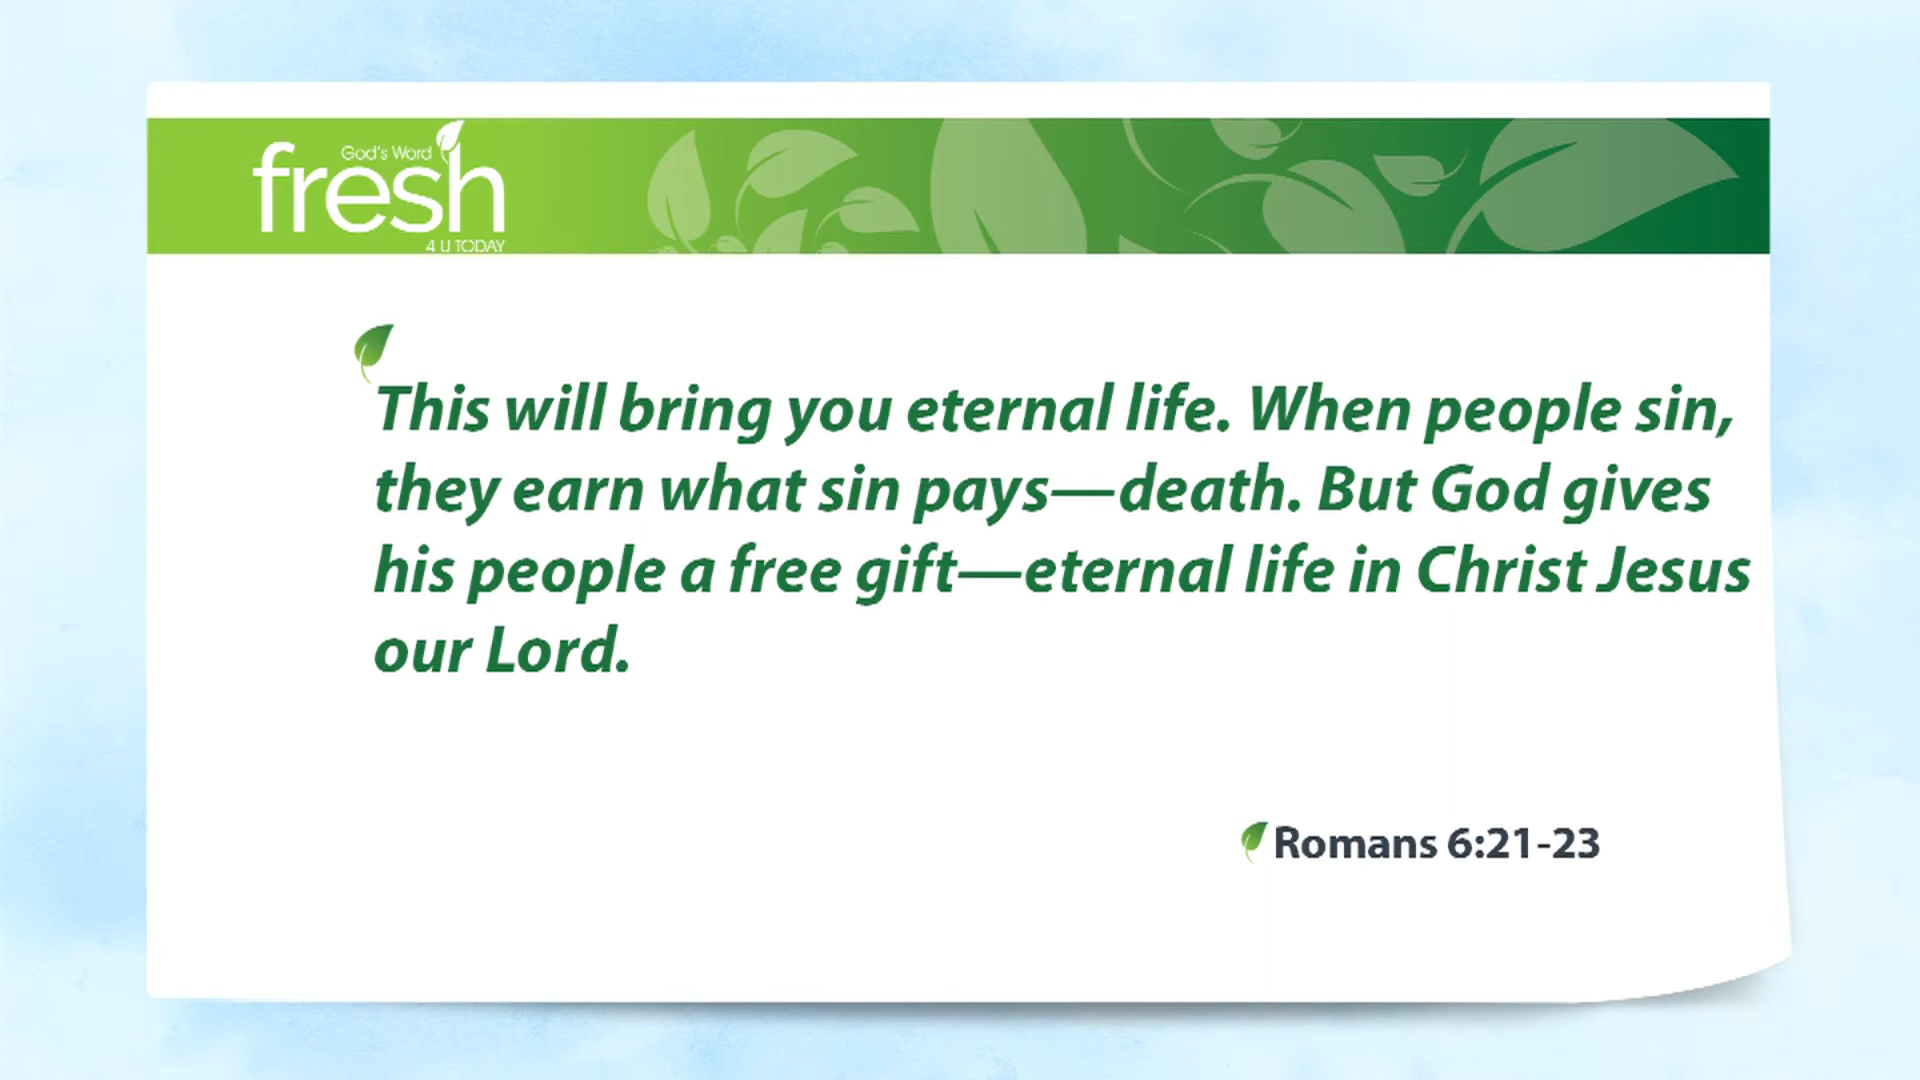 God's Word
fresh
4 U TODAY
This will bring you eternal life. When people sin,
they earn what sin pays—death. But God gives
his people a free gift—eternal life in Christ Jesus
our Lord.
Romans 6:21-23